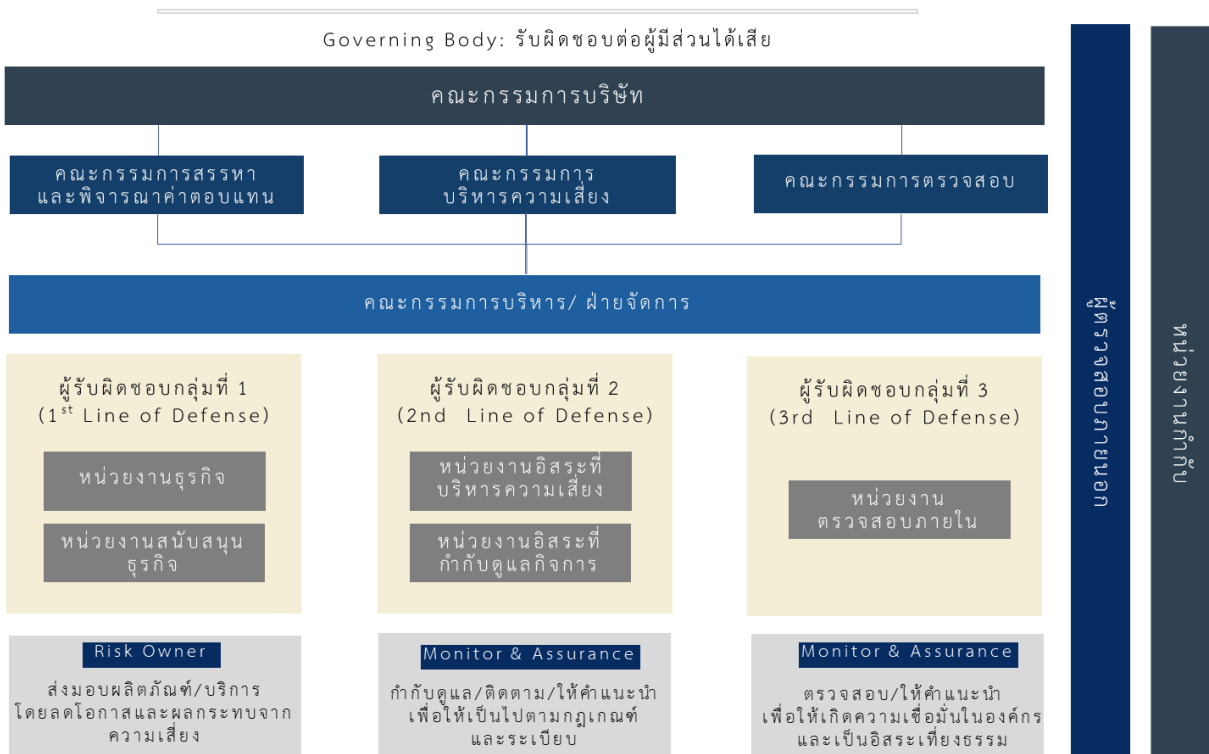 Governing Body: รับผิดชอบต่อผู้มีส่วนได้เสีย
คณะกรรมการบริษัท
คณะกรรมการสรรหา
และพิจารณาค่าตอบแทน
คณะกรรมการ
บริหารความเสี่ยง
คณะกรรมการตรวจสอบ
คณะกรรมการบริหาร/ ฝ่ายจัดการ
ผู้รับผิดชอบกลุ่มที่ 1
(1st Line of Defense)
หน่วยงานธุรกิจ
หน่วยงานสนับสนุน
ธุรกิจ
ผู้รับผิดชอบกลุ่มที่ 2
(2nd Line of Defense)
หน่วยงานอิสระที่
บริหารความเสี่ยง
หน่วยงานอิสระที่
กำกับดูแลกิจการ
ผู้รับผิดชอบกลุ่มที่ 3
(3rd Line of Defense)
หน่วยงาน
ตรวจสอบภายใน
Risk Owner
ส่งมอบผลิตภัณฑ์/บริการ
โดยลดโอกาสและผลกระทบจาก
ความเสี่ยง
Monitor & Assurance
กำกับดูแล/ติดตาม/ให้คำแนะนำ
เพื่อให้เป็นไปตามกฎเกณฑ์
และระเบียบ
Monitor & Assurance
ตรวจสอบ/ให้คำแนะนำ
เพื่อให้เกิดความเชื่อมั่นในองค์กร
และเป็นอิสระเที่ยงธรรม
ผู้ตรวจสอบภายนอก
หน่วยงานกำกับ